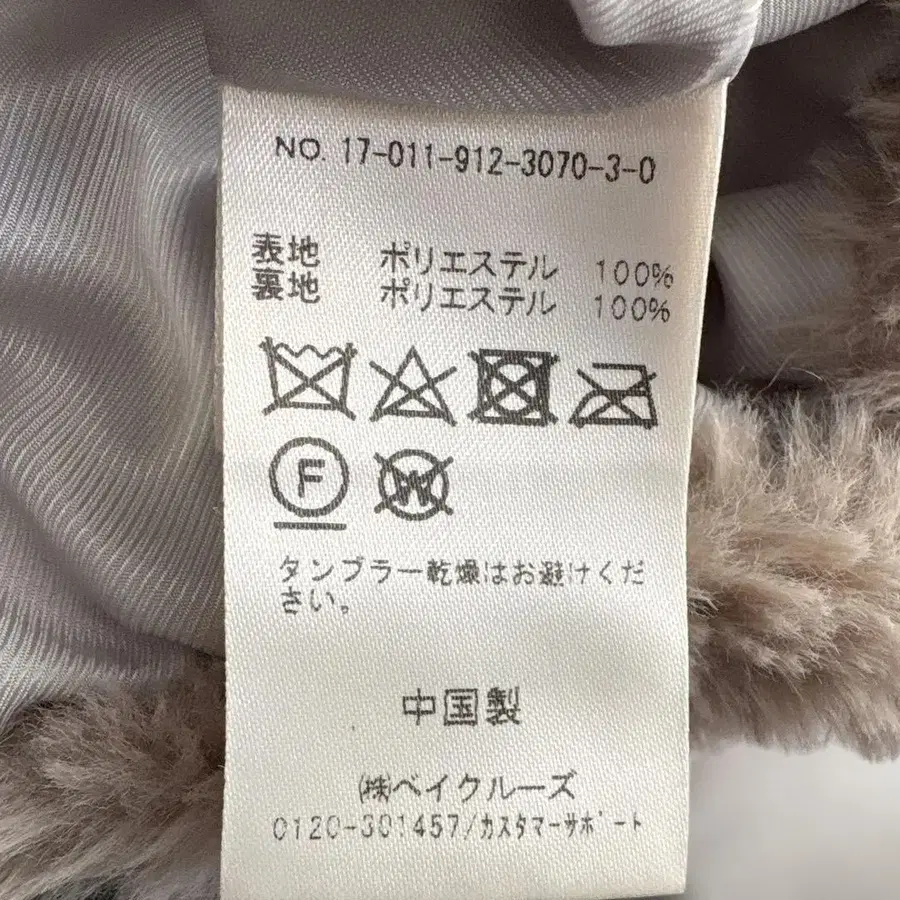 NO. 17-011-912-3070-3-0
表地 ポリエステル 100%
裏地 ポリエステル 100%
F
W
タンブラー乾燥はお避けくだ
さい。
中国製
㈱ベイクルーズ
0120-301457/カスタマーサポート